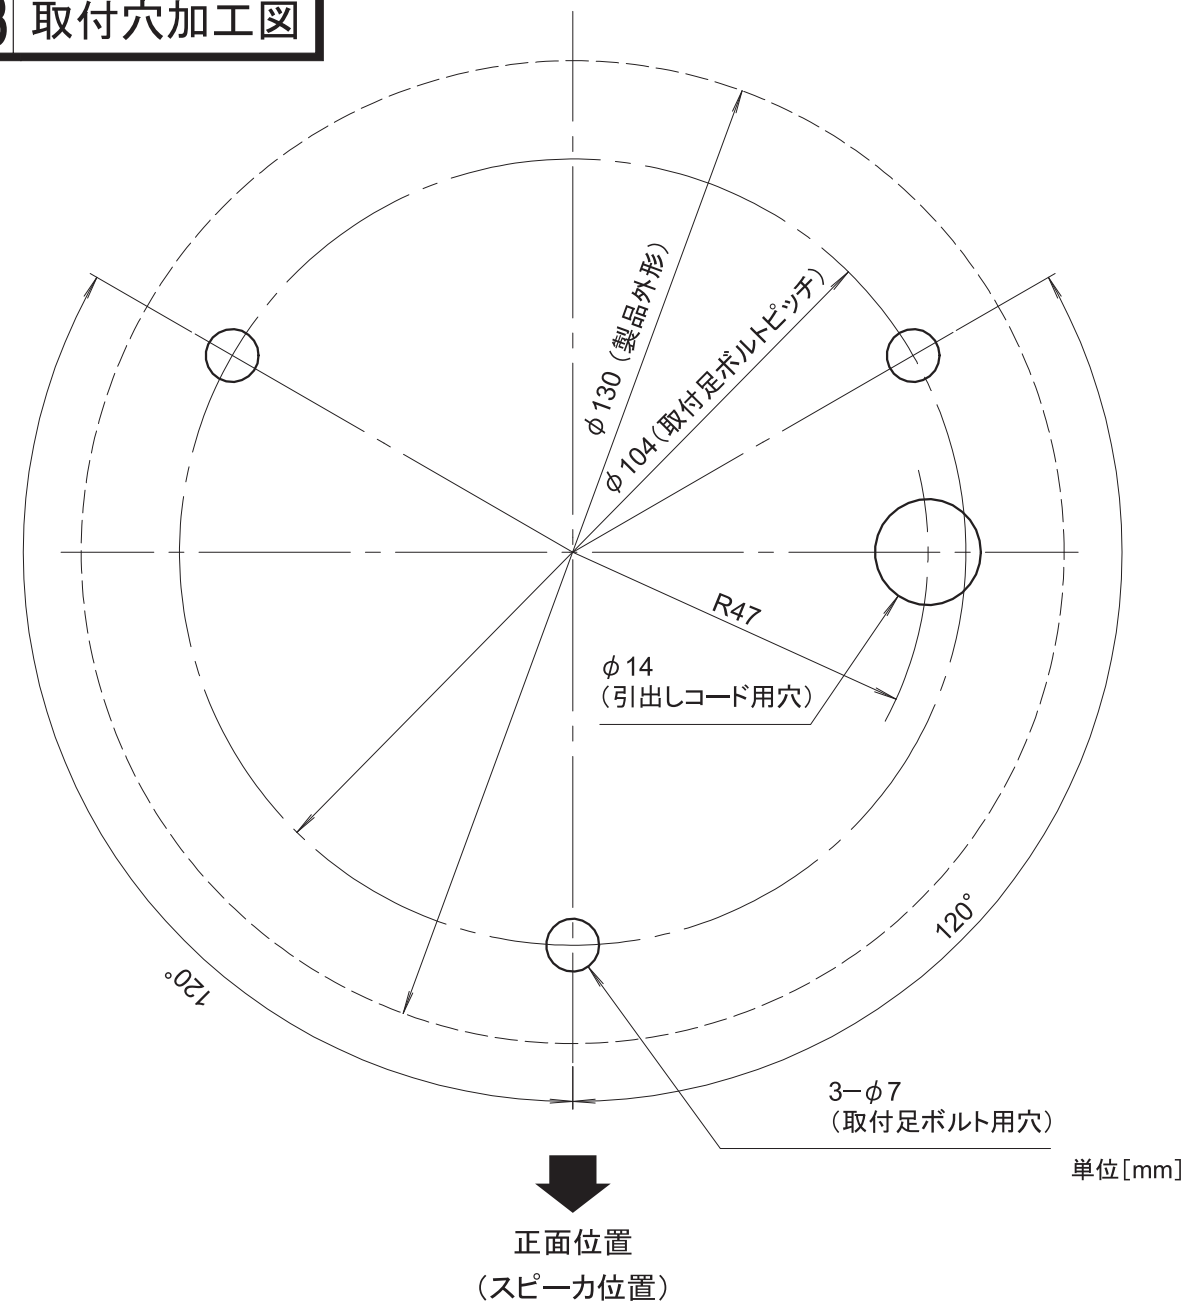 取付穴加工図
φ130（製品外形）
φ104（取付足ボルトピッチ）
R47
φ14
（引出しコード用穴）
120°
120°
3−φ7
（取付足ボルト用穴）
単位[mm]
正面位置
（スピーカ位置）